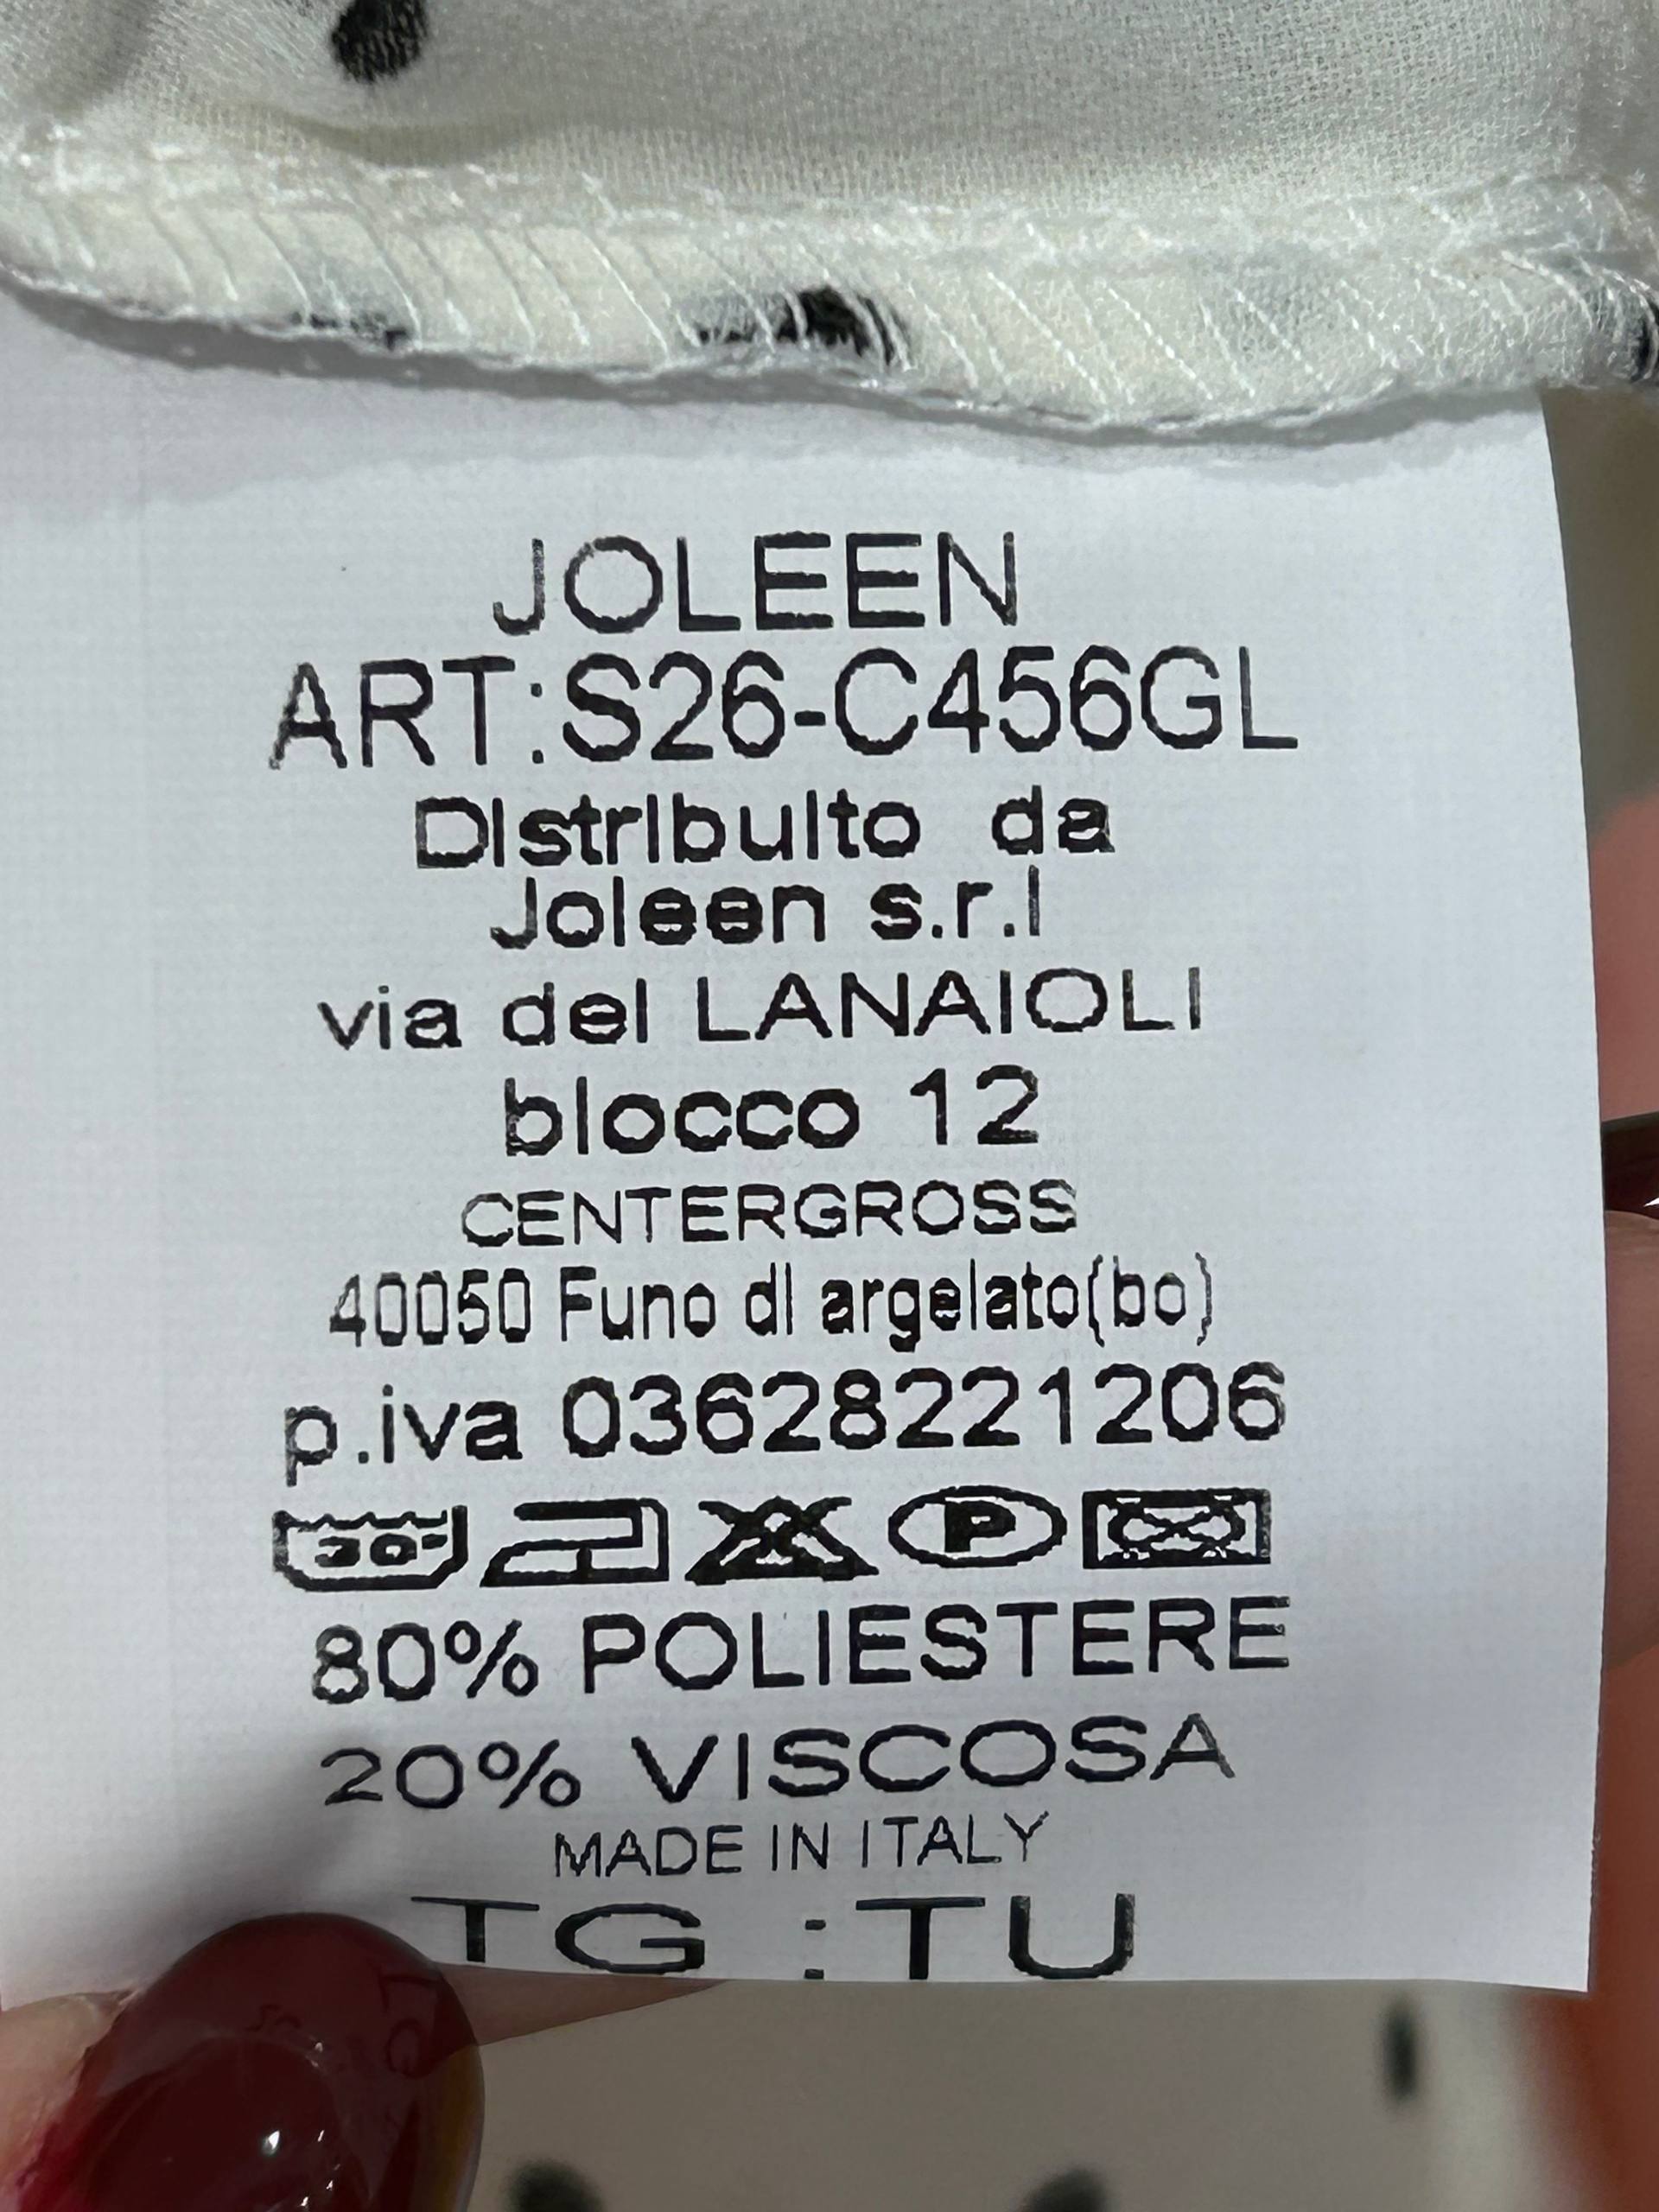 JOLEEN
ART:S26-C456GL
Distribuito da
Joleen s.r.l
via dei LANAIOLI
blocco 12
CENTERGROSS
40050 Funo di argelato(bo)
p.iva 03628221206
30° P
80% POLIESTERE
20% VISCOSA
MADE IN ITALY
TG :TU